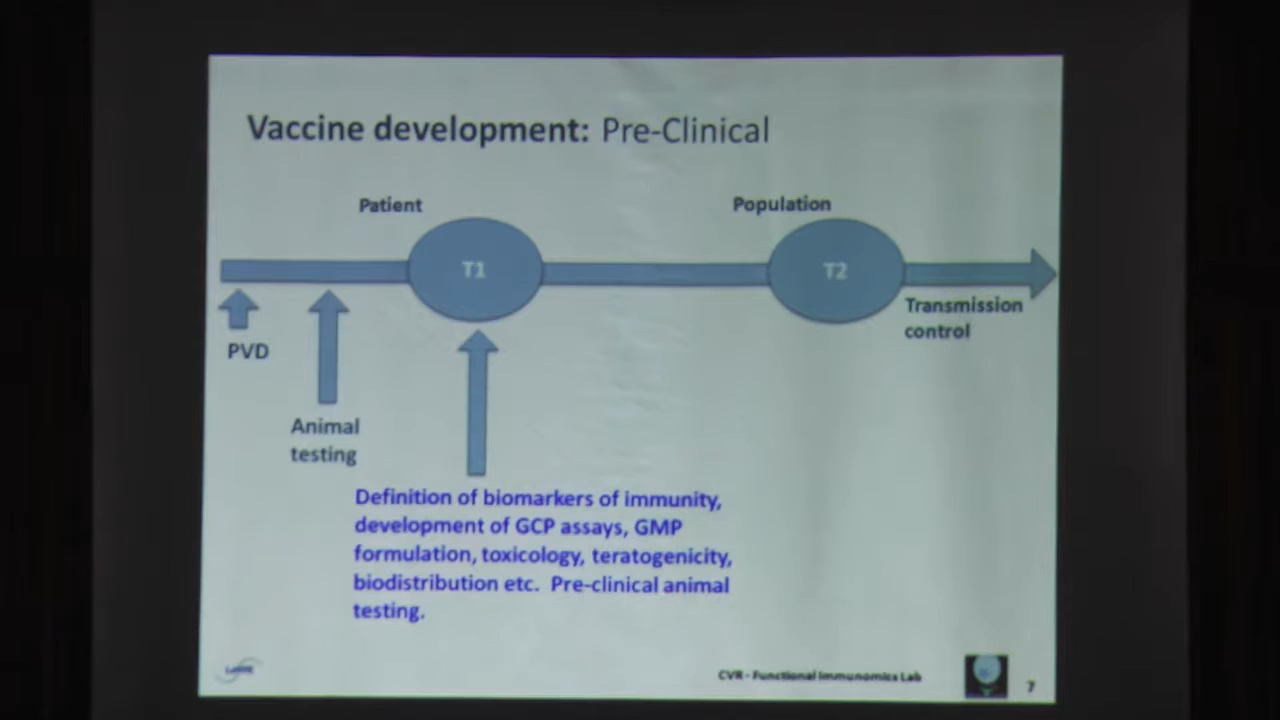 Vaccine development: Pre-Clinical
Patient
Population
T1
T2
Transmission
control
PVD
Animal
testing
Definition of biomarkers of immunity,
development of GCP assays, GMP
formulation, toxicology, teratogenicity,
biodistribution etc. Pre-clinical animal
testing.
CVR - Functional Immunomics Lab
7